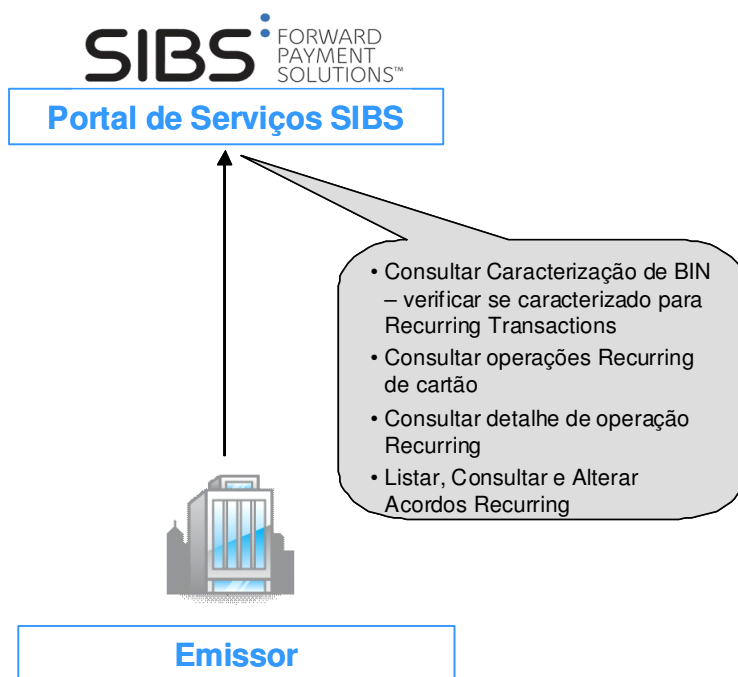 SIBS FORWARD
PAYMENT
SOLUTIONS™
Portal de Serviços SIBS
• Consultar Caracterização de BIN
– verificar se caracterizado para
Recurring Transactions
• Consultar operações Recurring
de cartão
• Consultar detalhe de operação
Recurring
• Listar, Consultar e Alterar
Acordos Recurring
Emissor